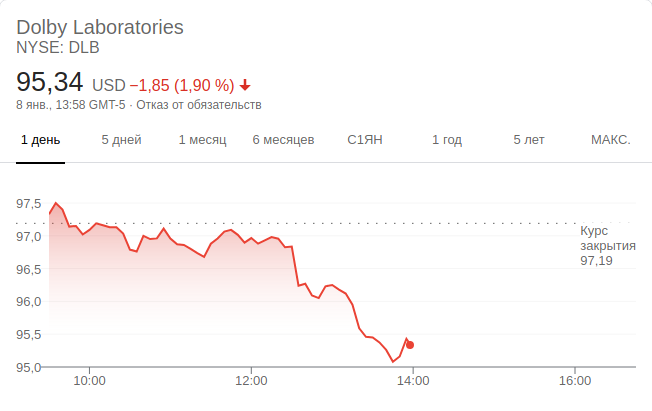 Dolby Laboratories
NYSE: DLB
95,34 USD −1,85 (1,90 %)
8 янв., 13:58 GMT-5 · Отказ от обязательств
1 день 5 дней 1 месяц 6 месяцев С1ЯН 1 год 5 лет МАКС.
97,5
97,0
96,5
96,0
95,5
95,0
Курс
закрытия
97,19
10:00 12:00 14:00 16:00